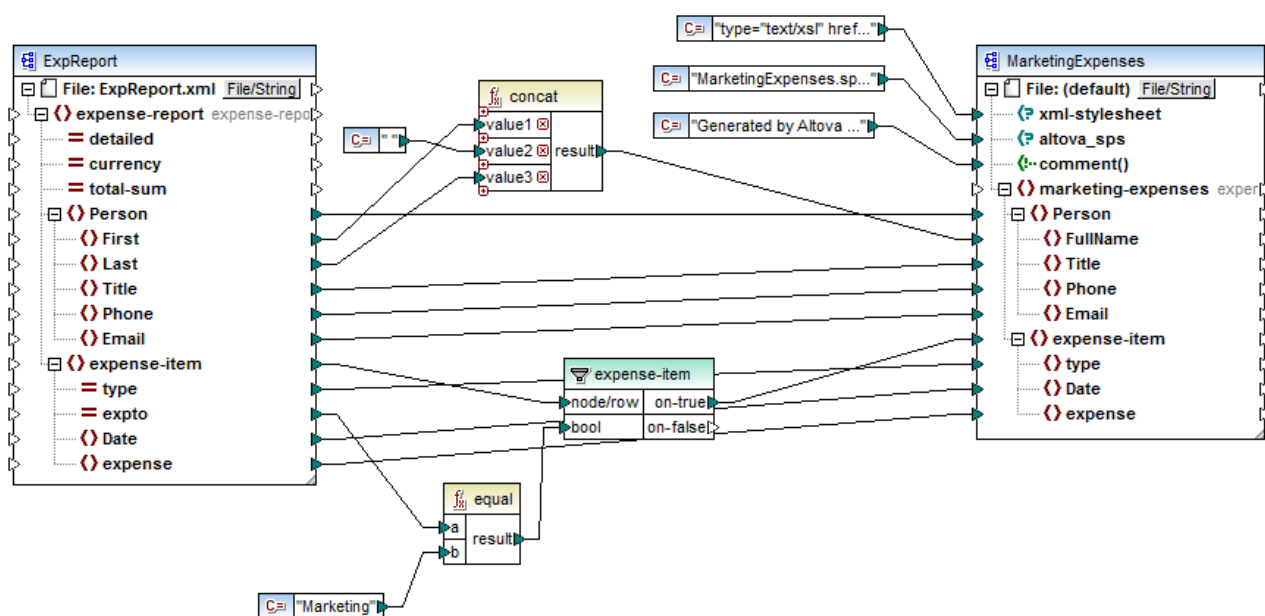 C= "type="text/xsl" href..."
ExpReport
MarketingExpenses
File: ExpReport.xml File/String
C= "MarketingExpenses.sp..."
File: (default) File/String
expense-report expense-repo
concat
xml-stylesheet
detailed
C= " "
value1
C= "Generated by Altova ..."
altova_sps
currency
value2 result
comment()
total-sum
value3
marketing-expenses exper
Person
Person
First
FullName
Last
Title
Title
Phone
Phone
Email
Email
expense-item
expense-item
expense-item
type
type
node/row on-true
Date
expto
bool on-false
expense
Date
expense
equal
a
result
b
C= "Marketing"